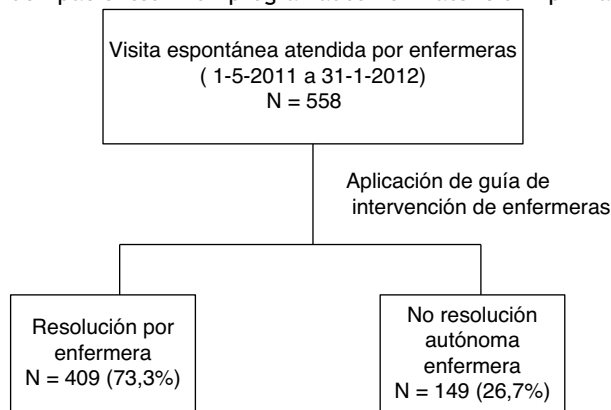 Visita espontánea atendida por enfermeras
( 1-5-2011 a 31-1-2012)
N = 558
Aplicación de guía de
intervención de enfermeras
Resolución por
enfermera
N = 409 (73,3%)
No resolución
autónoma
enfermera
N = 149 (26,7%)